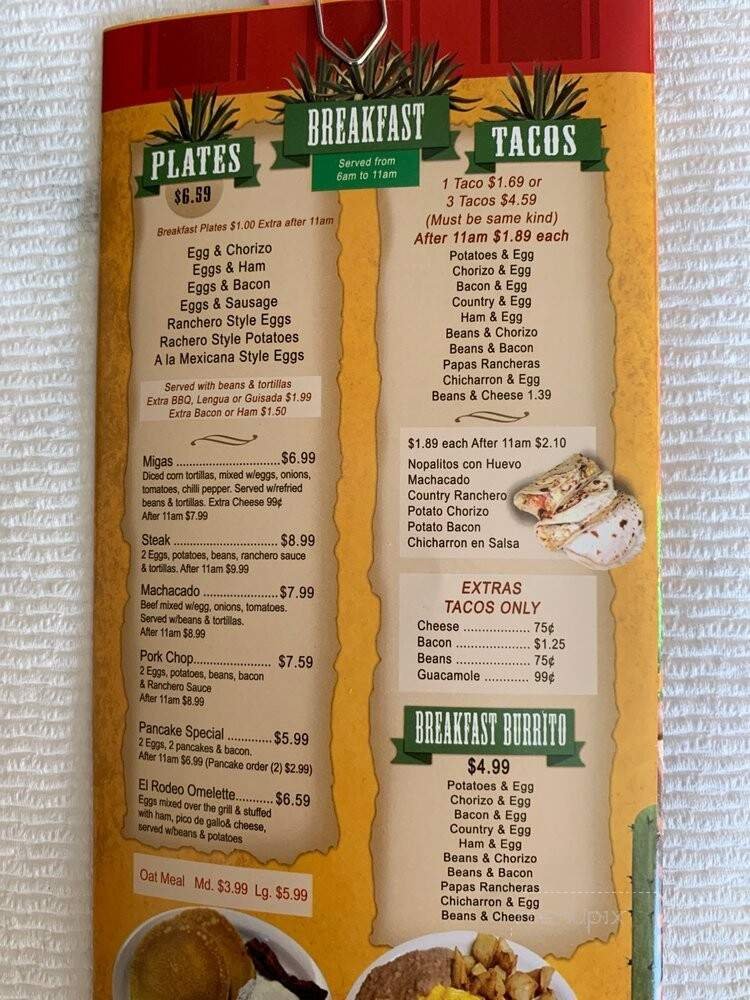 BREAKFAST
Served from
6am to 11am
PLATES
$6.59
Breakfast Plates $1.00 Extra after 11am
Egg & Chorizo
Eggs & Ham
Eggs & Bacon
Eggs & Sausage
Ranchero Style Eggs
Rachero Style Potatoes
A la Mexicana Style Eggs
Served with beans & tortillas
Extra BBQ, Lengua or Guisada $1.99
Extra Bacon or Ham $1.50
Migas ............................ $6.99
Diced corn tortillas, mixed w/eggs, onions,
tomatoes, chilli pepper. Served w/refried
beans & tortillas. Extra Cheese 99¢
After 11am $7.99
Steak ............................ $8.99
2 Eggs, potatoes, beans, ranchero sauce
& tortillas. After 11am $9.99
Machacado .................... $7.99
Beef mixed w/egg, onions, tomatoes.
Served w/beans & tortillas.
After 11am $8.99
Pork Chop..................... $7.59
2 Eggs, potatoes, beans, bacon
& Ranchero Sauce
After 11am $8.99
Pancake Special ............ $5.99
2 Eggs, 2 pancakes & bacon.
After 11am $6.99 (Pancake order (2) $2.99)
El Rodeo Omelette.......... $6.59
Eggs mixed over the grill & stuffed
with ham, pico de gallo& cheese,
served w/beans & potatoes
Oat Meal Md. $3.99 Lg. $5.99
TACOS
1 Taco $1.69 or
3 Tacos $4.59
(Must be same kind)
After 11am $1.89 each
Potatoes & Egg
Chorizo & Egg
Bacon & Egg
Country & Egg
Ham & Egg
Beans & Chorizo
Beans & Bacon
Papas Rancheras
Chicharron & Egg
Beans & Cheese 1.39
$1.89 each After 11am $2.10
Nopalitos con Huevo
Machacado
Country Ranchero
Potato Chorizo
Potato Bacon
Chicharron en Salsa
EXTRAS
TACOS ONLY
Cheese .................. 75¢
Bacon .................... $1.25
Beans .................... 75¢
Guacamole ............ 99¢
BREAKFAST BURRITO
$4.99
Potatoes & Egg
Chorizo & Egg
Bacon & Egg
Country & Egg
Ham & Egg
Beans & Chorizo
Beans & Bacon
Papas Rancheras
Chicharron & Egg
Beans & Cheese